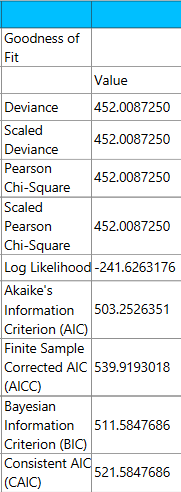 Goodness of
Fit
Value
Deviance 452.0087250
Scaled
Deviance 452.0087250
Pearson
Chi-Square 452.0087250
Scaled
Pearson
Chi-Square 452.0087250
Log Likelihood -241.6263176
Akaike's
Information
Criterion (AIC) 503.2526351
Finite Sample
Corrected AIC
(AICC) 539.9193018
Bayesian
Information
Criterion (BIC) 511.5847686
Consistent AIC
(CAIC) 521.5847686